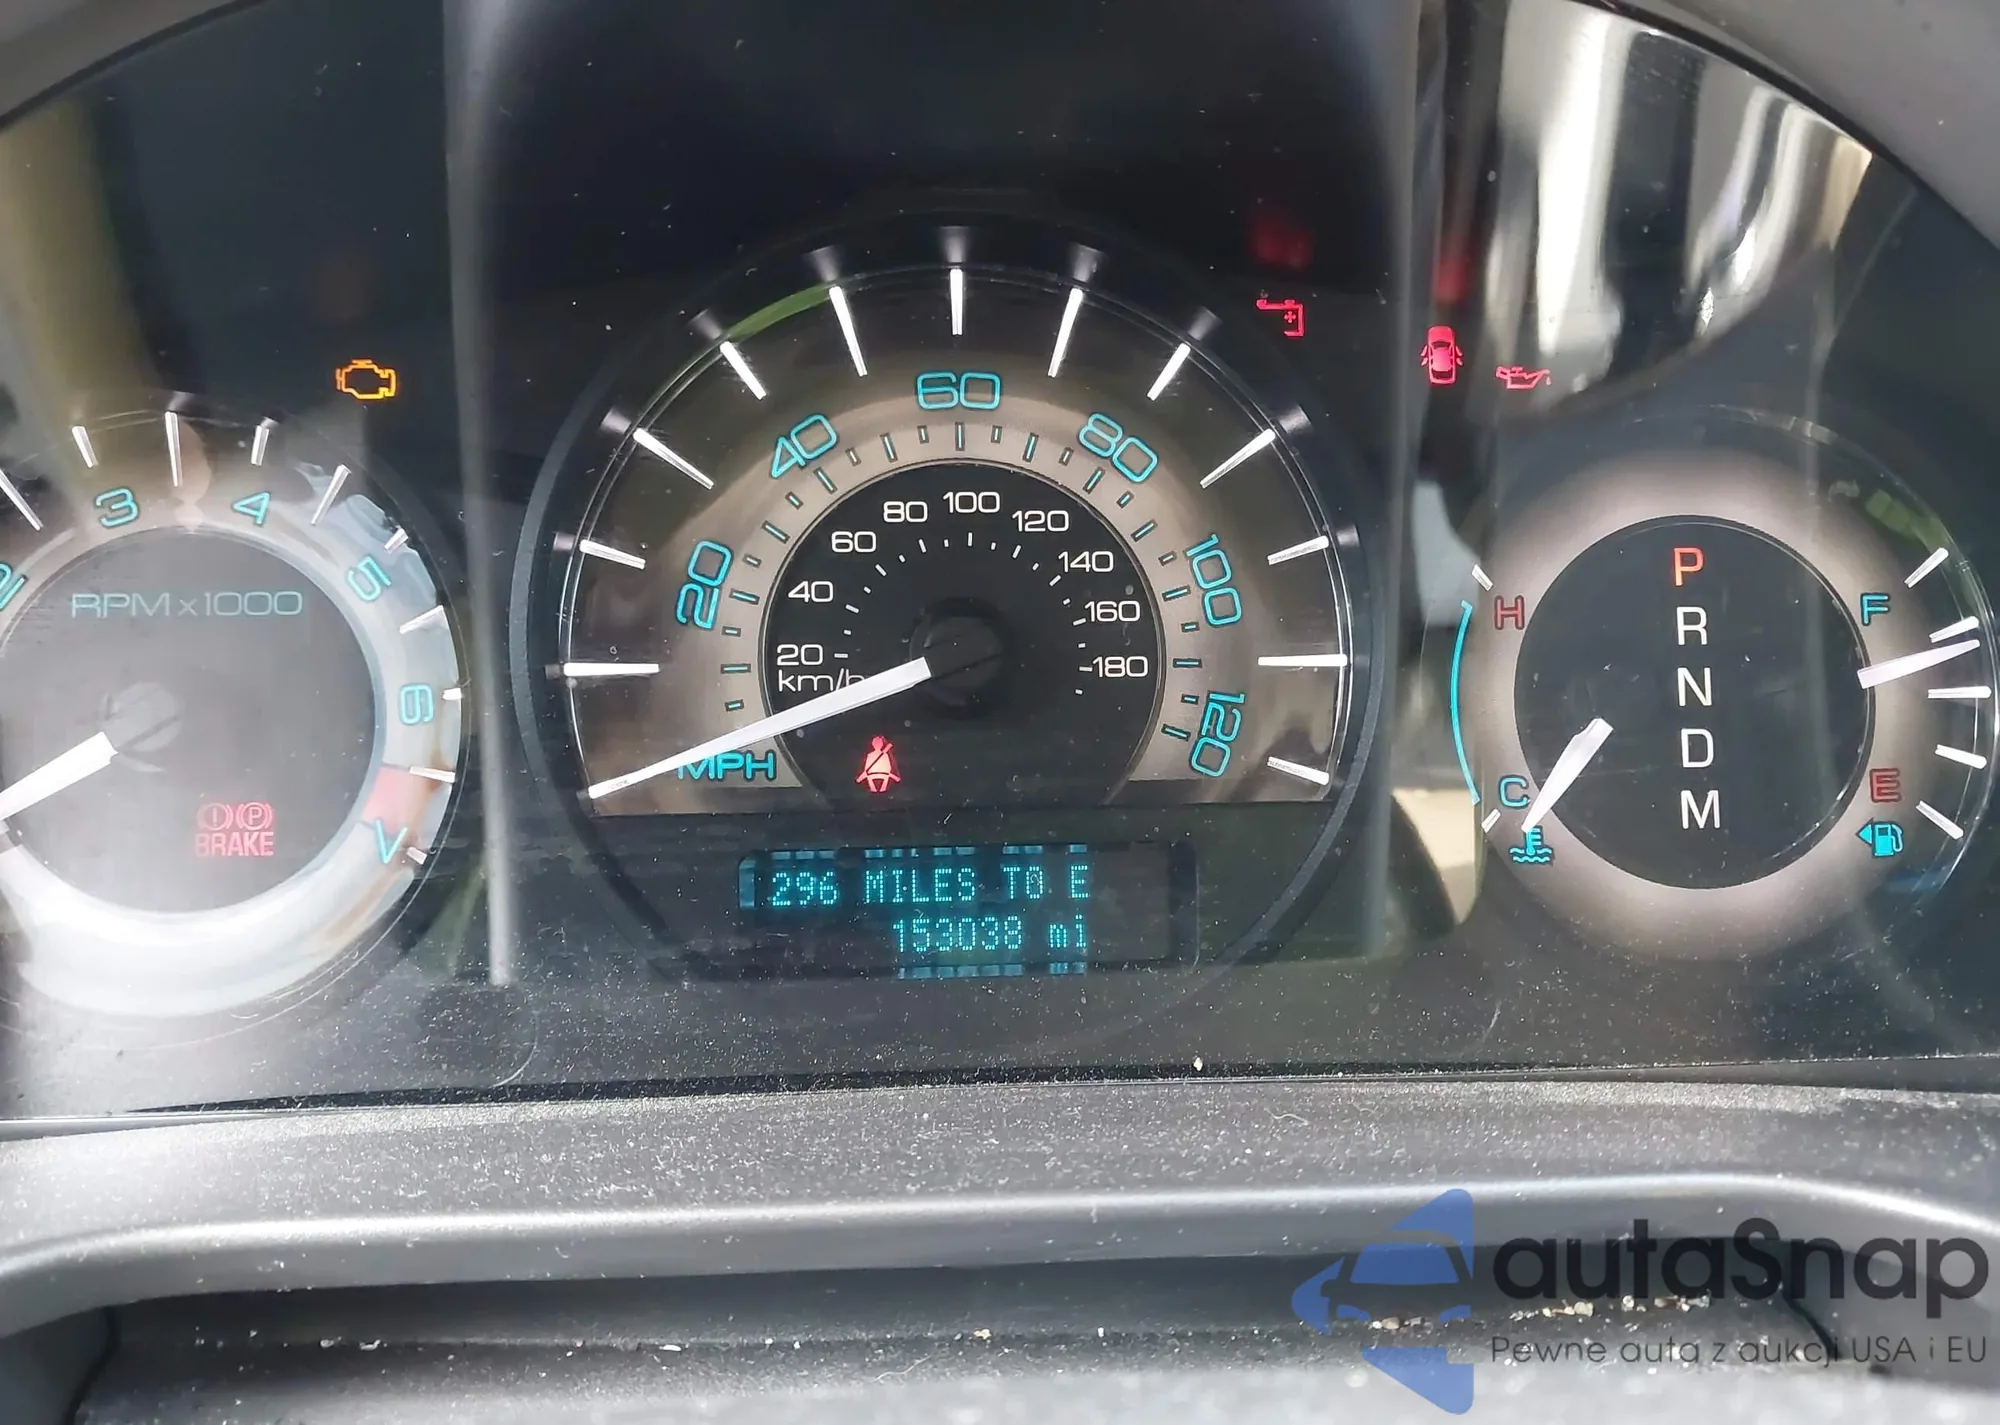 2
3
4
5
6
7
RPM x1000
BRAKE
20
40
60
80
100
120
MPH
20
40
60
80
100
120
140
160
180
km/h
296 MILES TO E
153038 mi
P
R
N
D
M
H
C
F
E
autaSnap
Pewne auta z aukcji USA i EU